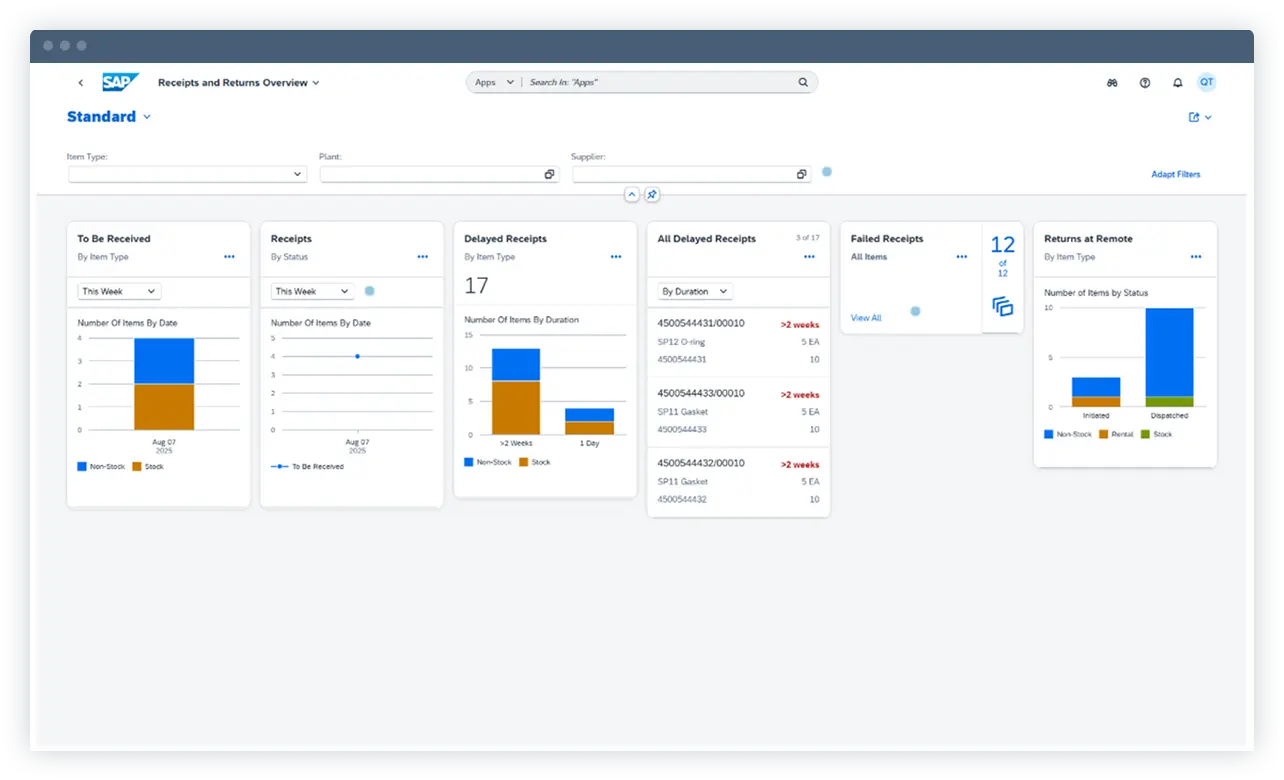 SAP Receipts and Returns Overview
Apps Search In: "Apps"
QT
Standard
Item Type:
Plant:
Supplier:
Adapt Filters
To Be Received
By Item Type
This Week
Number Of Items By Date
4
3
2
1
0
Aug 07
2025
Non-Stock Stock
Receipts
By Status
This Week
Number Of Items By Date
5
4
3
2
1
0
Aug 07
2025
To Be Received
Delayed Receipts
By Item Type
17
Number Of Items By Duration
15
10
5
0
>2 Weeks 1 Day
Non-Stock Stock
All Delayed Receipts 3 of 17
By Duration
4500544431/00010 >2 weeks
SP12 O-ring 5 EA
4500544431 10
4500544433/00010 >2 weeks
SP11 Gasket 5 EA
4500544433 10
4500544432/00010 >2 weeks
SP11 Gasket 5 EA
4500544432 10
Failed Receipts
All Items
View All
12
of
12
Returns at Remote
By Item Type
Number of Items by Status
10
5
0
Initiated Dispatched
Non-Stock Rental Stock